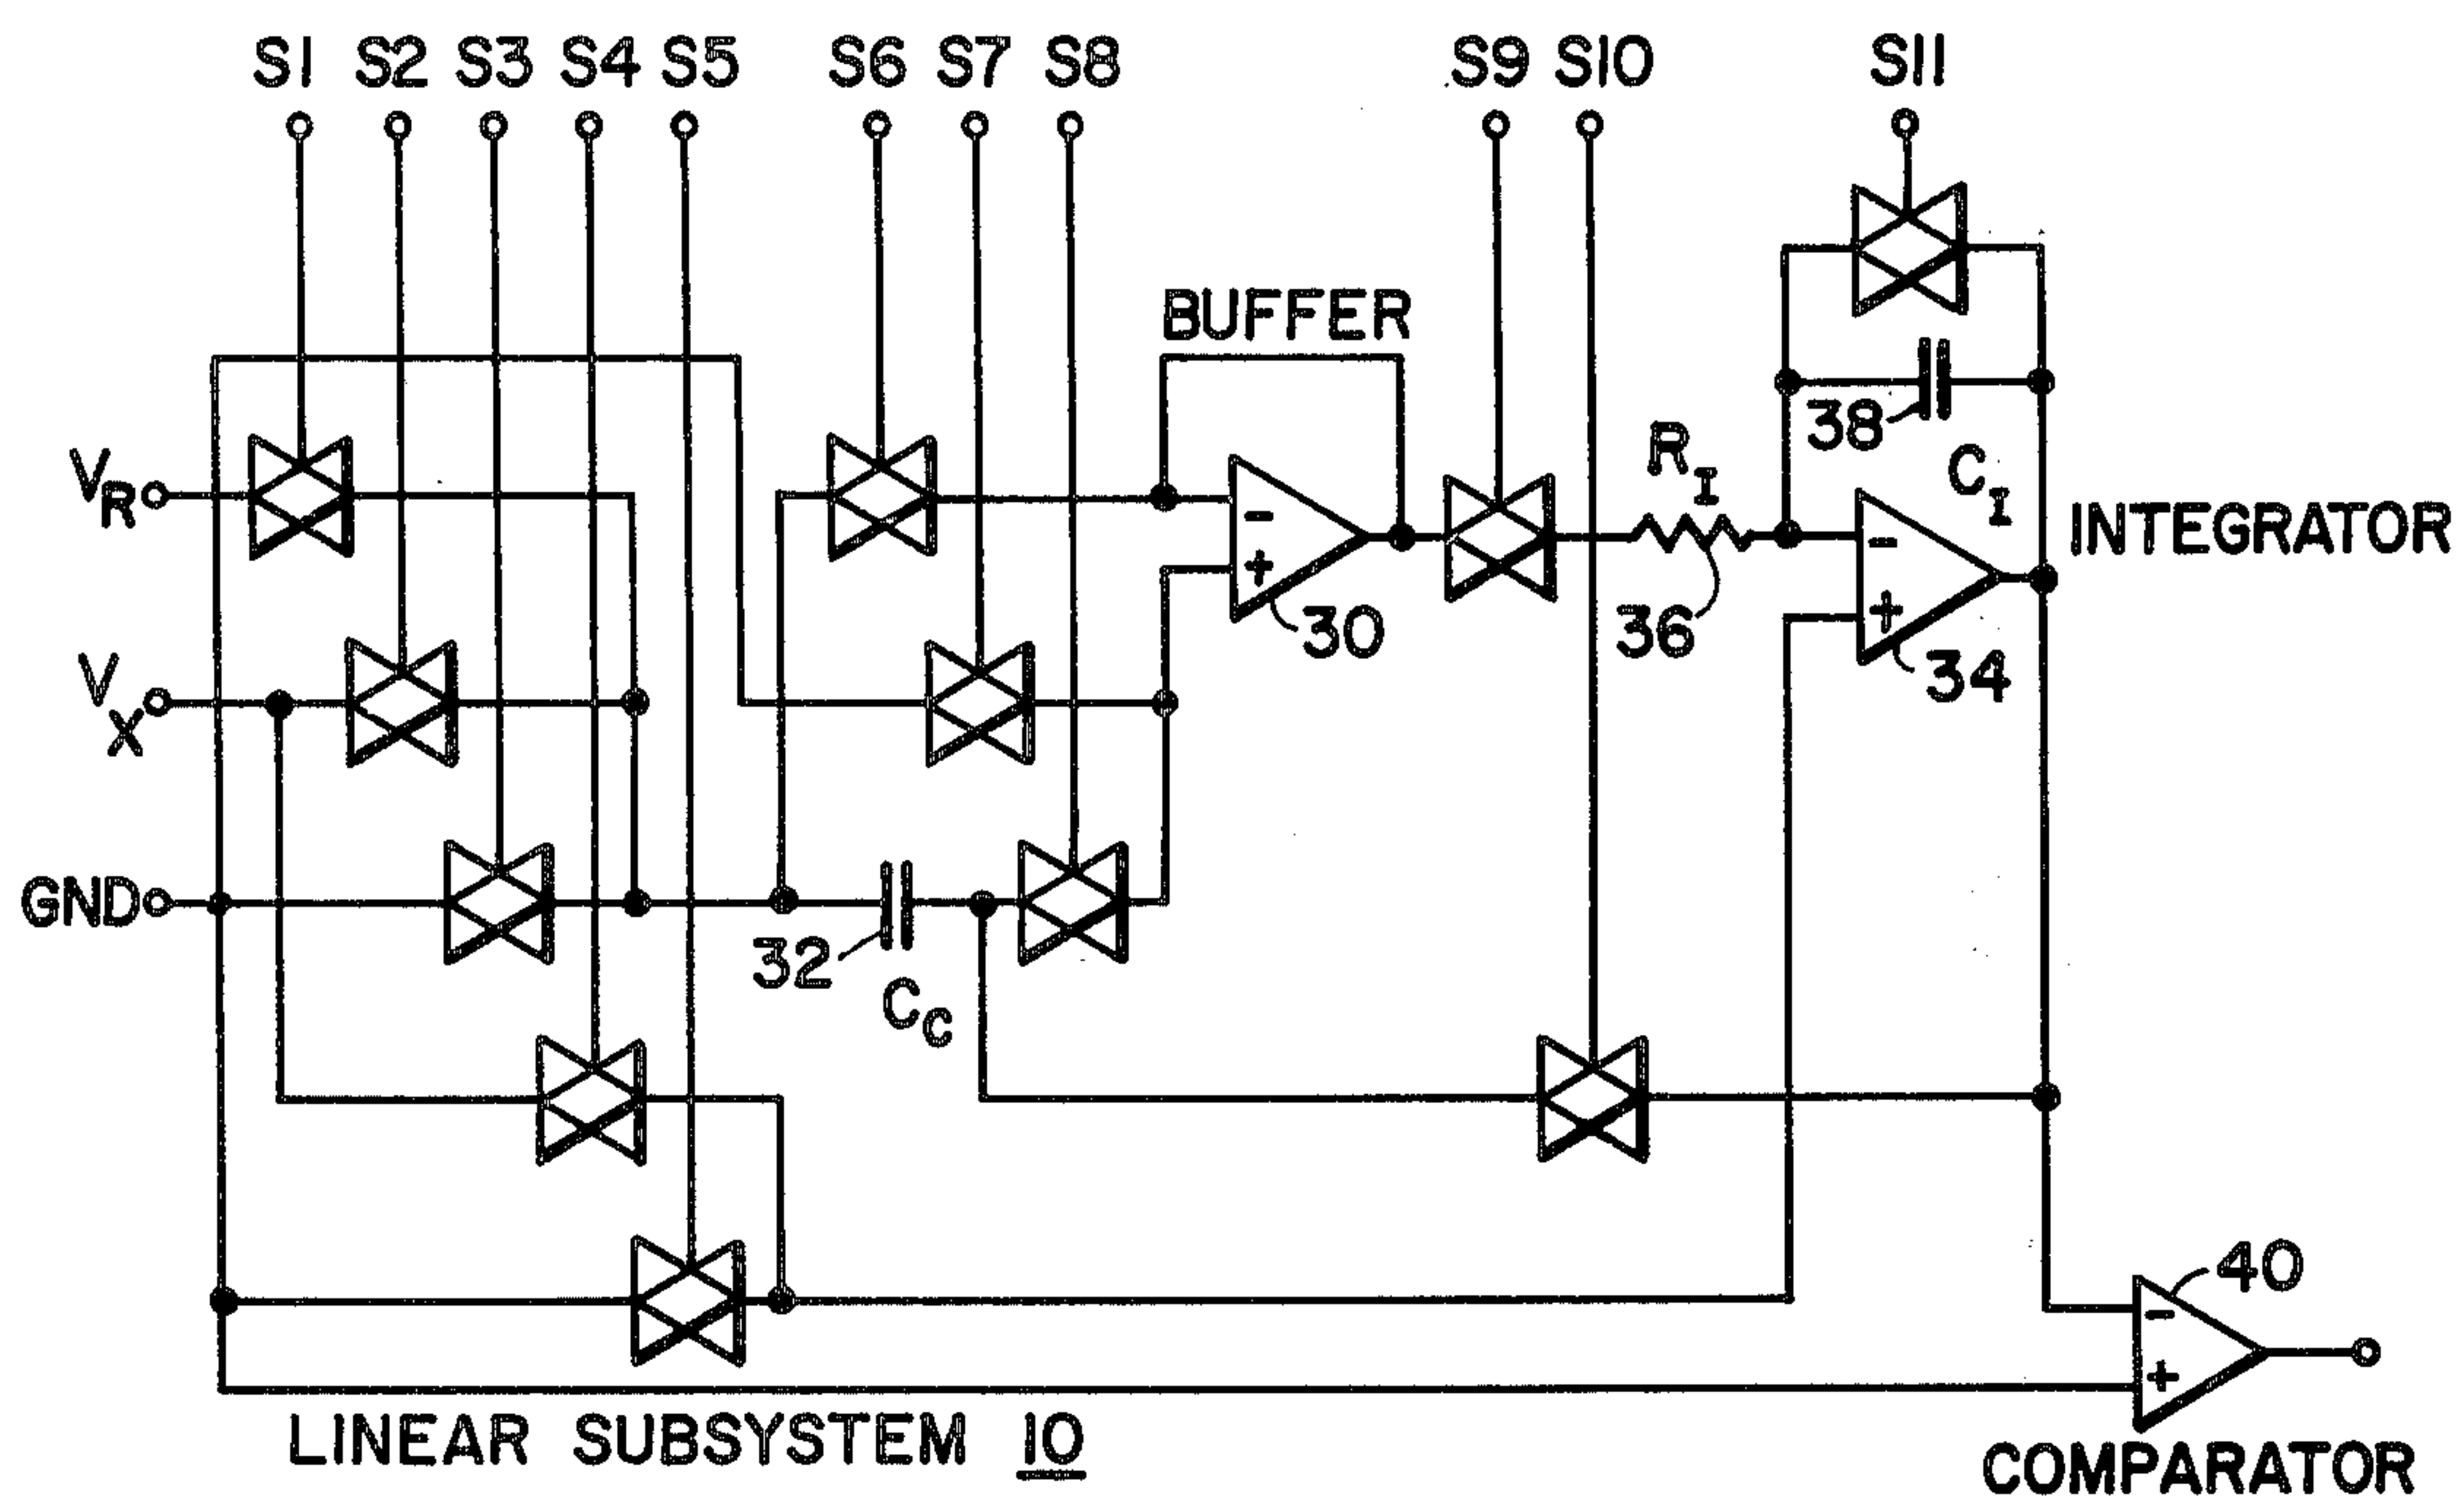 S1 S2 S3 S4 S5 S6 S7 S8 S9 S10 S11
BUFFER
VR
RI
38
CI
INTEGRATOR
-
+
30
36
-
+
34
VX
GND
32
CC
40
-
+
LINEAR SUBSYSTEM 10
COMPARATOR